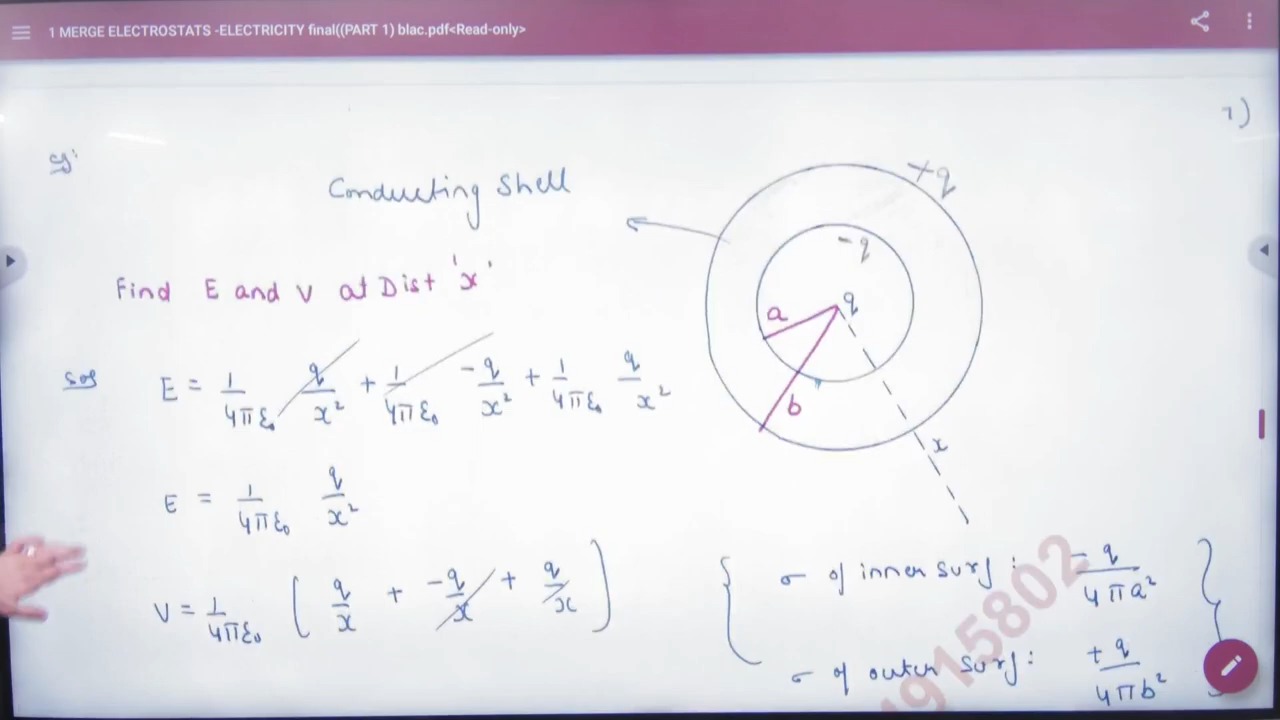 1 MERGE ELECTROSTATS -ELECTRICITY final((PART 1) blac.pdf<Read-only>
7)
Conducting Shell
+q
-q
Find E and V at Dist 'x'
q
a
b
x
Sol E = 1/4πε₀ q/x² + 1/4πε₀ -q/x² + 1/4πε₀ q/x²
E = 1/4πε₀ q/x²
V = 1/4πε₀ ( q/x + -q/x + q/x )
{ σ of inner surf: -q/4πa² }
σ of outer surf: +q/4πb²
4915802